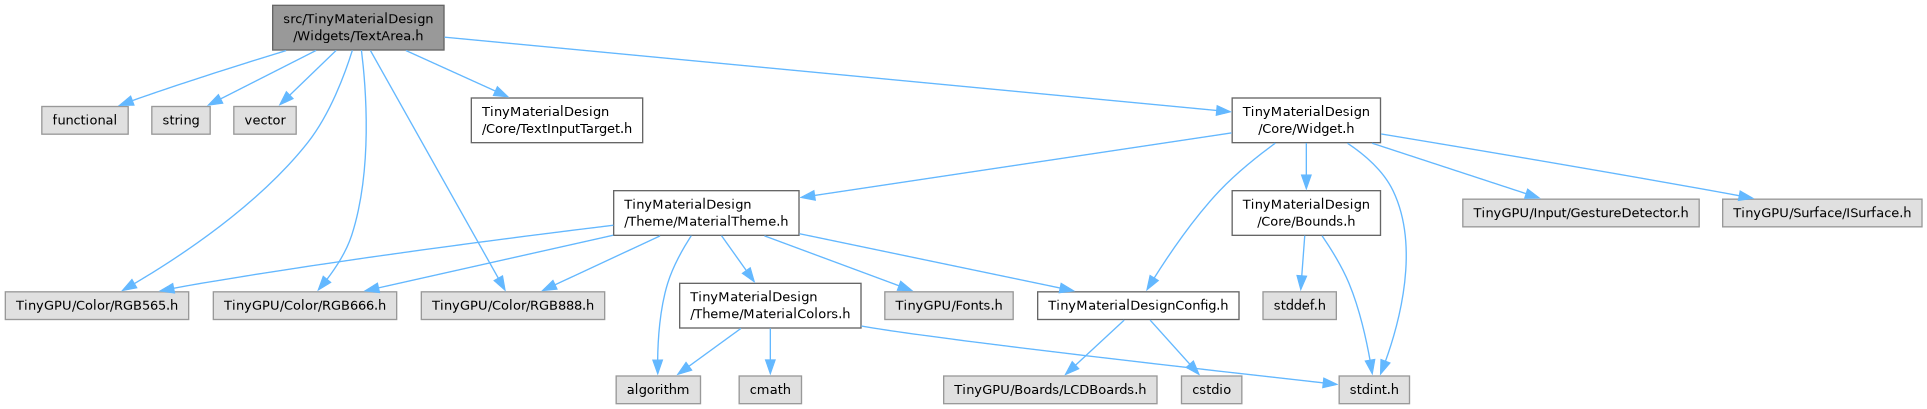 src/TinyMaterialDesign
/Widgets/TextArea.h
functional
string
vector
TinyMaterialDesign
/Core/TextInputTarget.h
TinyMaterialDesign
/Core/Widget.h
TinyMaterialDesign
/Theme/MaterialTheme.h
TinyMaterialDesign
/Core/Bounds.h
TinyGPU/Input/GestureDetector.h
TinyGPU/Surface/ISurface.h
TinyGPU/Color/RGB565.h
TinyGPU/Color/RGB666.h
TinyGPU/Color/RGB888.h
TinyMaterialDesign
/Theme/MaterialColors.h
TinyGPU/Fonts.h
TinyMaterialDesignConfig.h
stddef.h
algorithm
cmath
TinyGPU/Boards/LCDBoards.h
cstdio
stdint.h